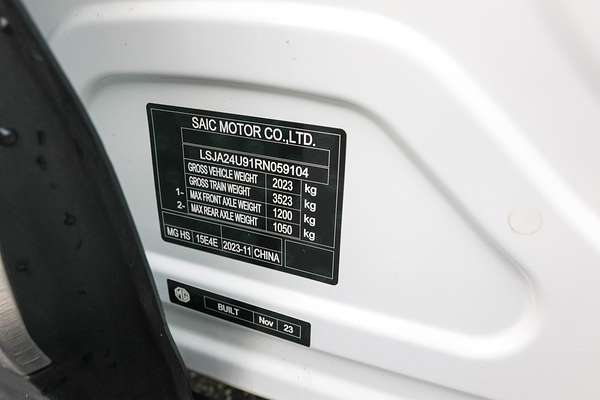 SAIC MOTOR CO.,LTD.
LSJA24U91RN059104
GROSS VEHICLE WEIGHT 2023 kg
GROSS TRAIN WEIGHT 3523 kg
1- MAX FRONT AXLE WEIGHT 1200 kg
2- MAX REAR AXLE WEIGHT 1050 kg
MG HS 15E4E 2023-11 CHINA
MG BUILT Nov 23